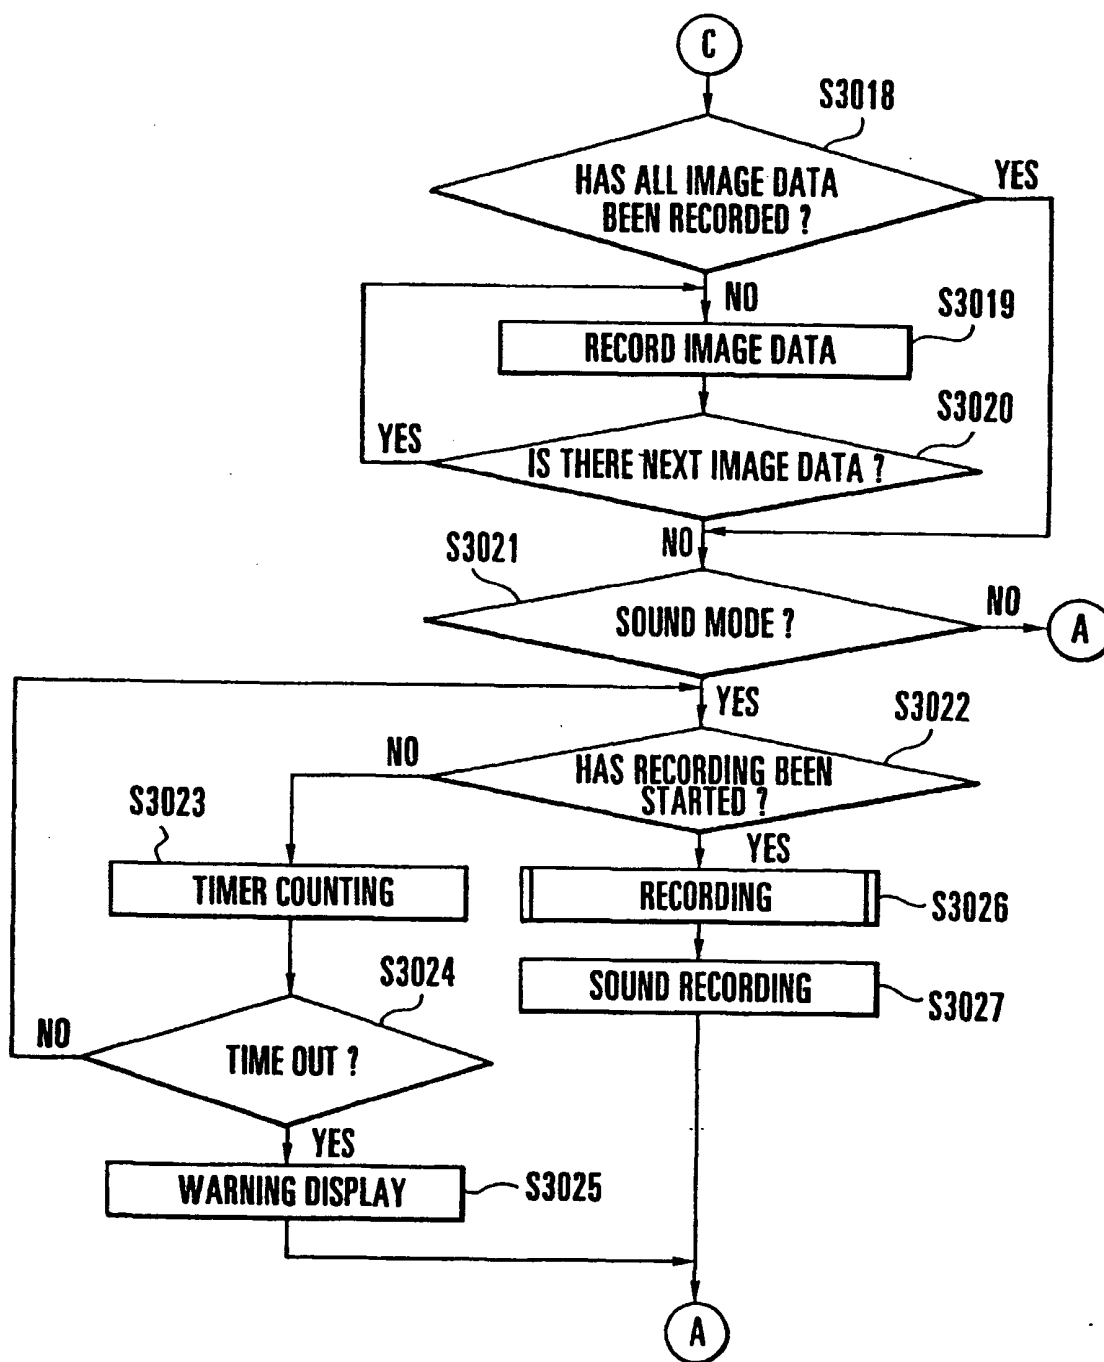 C
S3018
HAS ALL IMAGE DATA
BEEN RECORDED ?
YES
NO
S3019
RECORD IMAGE DATA
S3020
YES
IS THERE NEXT IMAGE DATA ?
NO
S3021
SOUND MODE ?
NO
A
YES
S3022
NO
HAS RECORDING BEEN
STARTED ?
S3023
YES
TIMER COUNTING
RECORDING
S3026
S3024
SOUND RECORDING
S3027
NO
TIME OUT ?
YES
WARNING DISPLAY
S3025
A